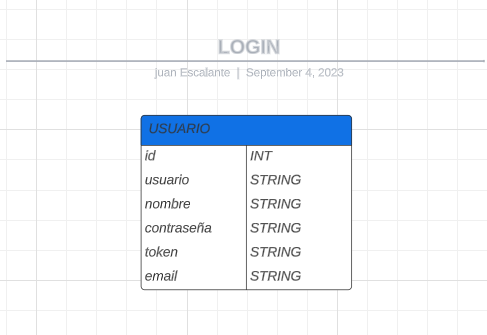 LOGIN
juan Escalante | September 4, 2023
USUARIO
id INT
usuario STRING
nombre STRING
contraseña STRING
token STRING
email STRING